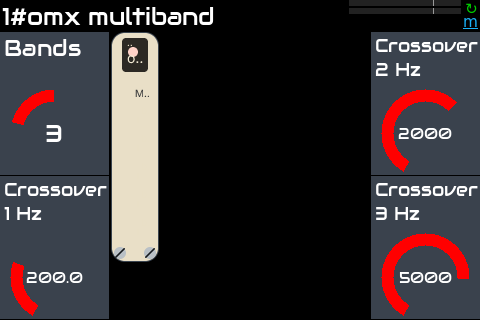 1#omx multiband
m
Bands
3
Ö..
M..
Crossover
2 Hz
2000
Crossover
1 Hz
200.0
Crossover
3 Hz
5000